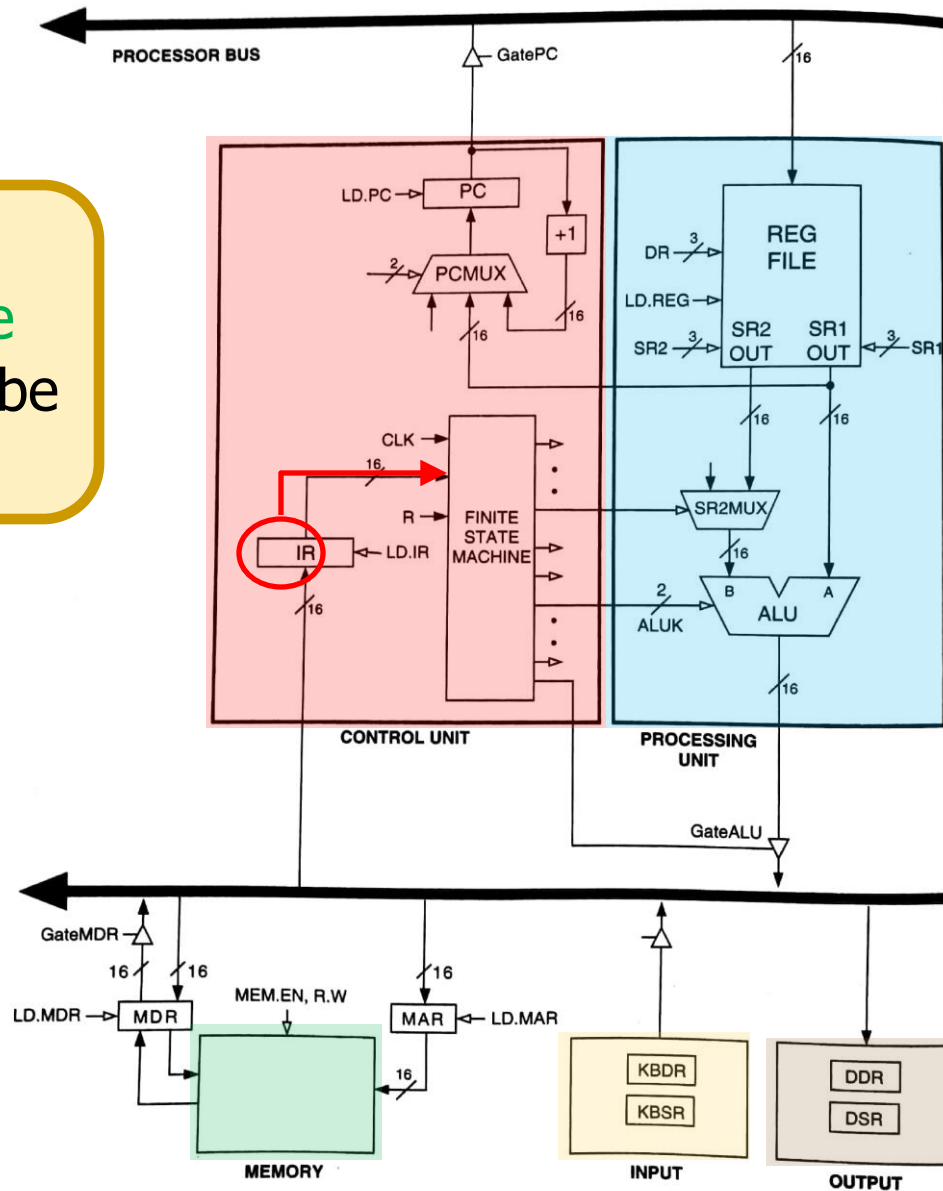 PROCESSOR BUS
GatePC
16
LD.PC
PC
+1
2
PCMUX
16
16
DR
3
REG
FILE
LD.REG
SR2
3
SR2
OUT
SR1
OUT
3
SR1
e
be
CLK
16
R
FINITE
STATE
MACHINE
IR
LD.IR
16
16
16
SR2MUX
16
B
A
ALU
2
ALUK
16
CONTROL UNIT
PROCESSING
UNIT
GateALU
GateMDR
16
16
16
LD.MDR
MDR
MEM.EN, R.W
MAR
LD.MAR
16
KBDR
KBSR
DDR
DSR
MEMORY
INPUT
OUTPUT